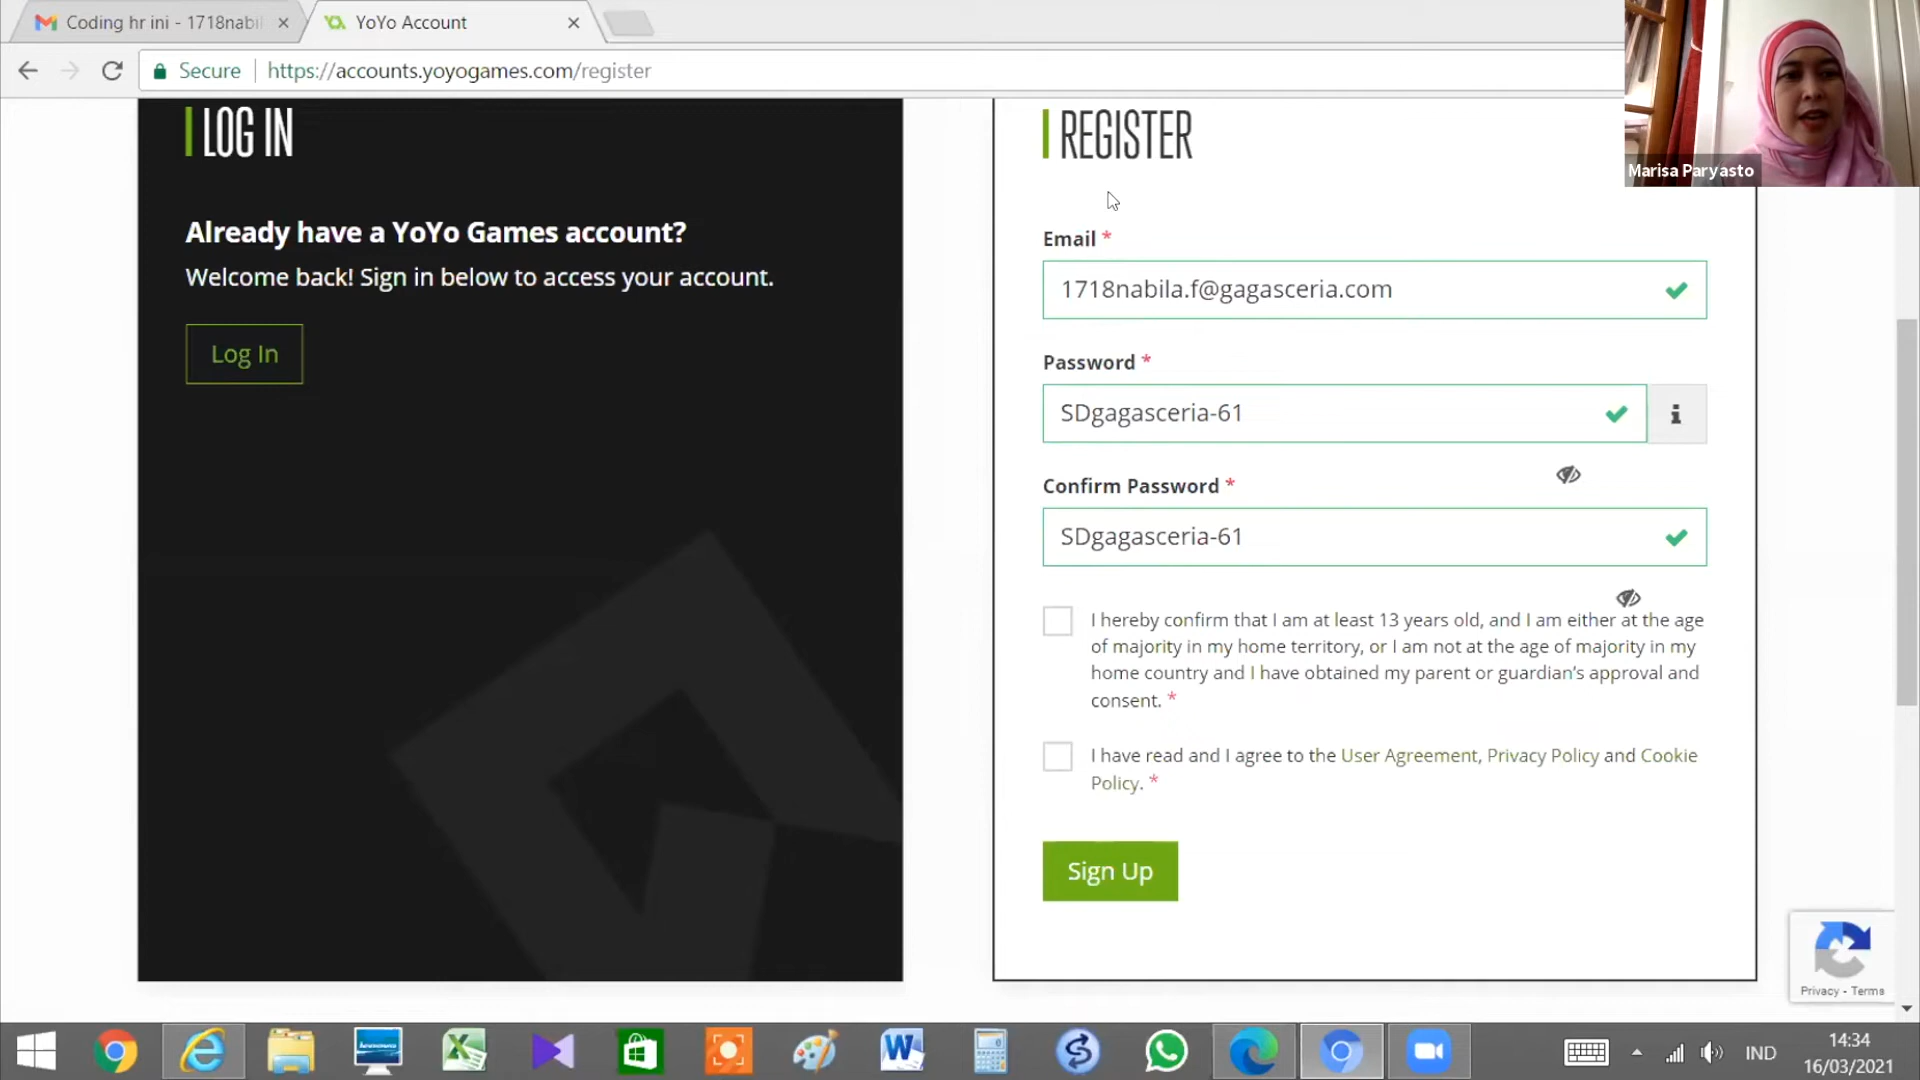 Coding hr ini - 1718nabil
YoYo Account
Secure
https://accounts.yoyogames.com/register
Marisa Paryasto
LOG IN
Already have a YoYo Games account?
Welcome back! Sign in below to access your account.
Log In
REGISTER
Email *
1718nabila.f@gagasceria.com
Password *
SDgagasceria-61
Confirm Password *
SDgagasceria-61
I hereby confirm that I am at least 13 years old, and I am either at the age
of majority in my home territory, or I am not at the age of majority in my
home country and I have obtained my parent or guardian's approval and
consent. *
I have read and I agree to the User Agreement, Privacy Policy and Cookie
Policy. *
Sign Up
Privacy - Terms
IND
14:34
16/03/2021